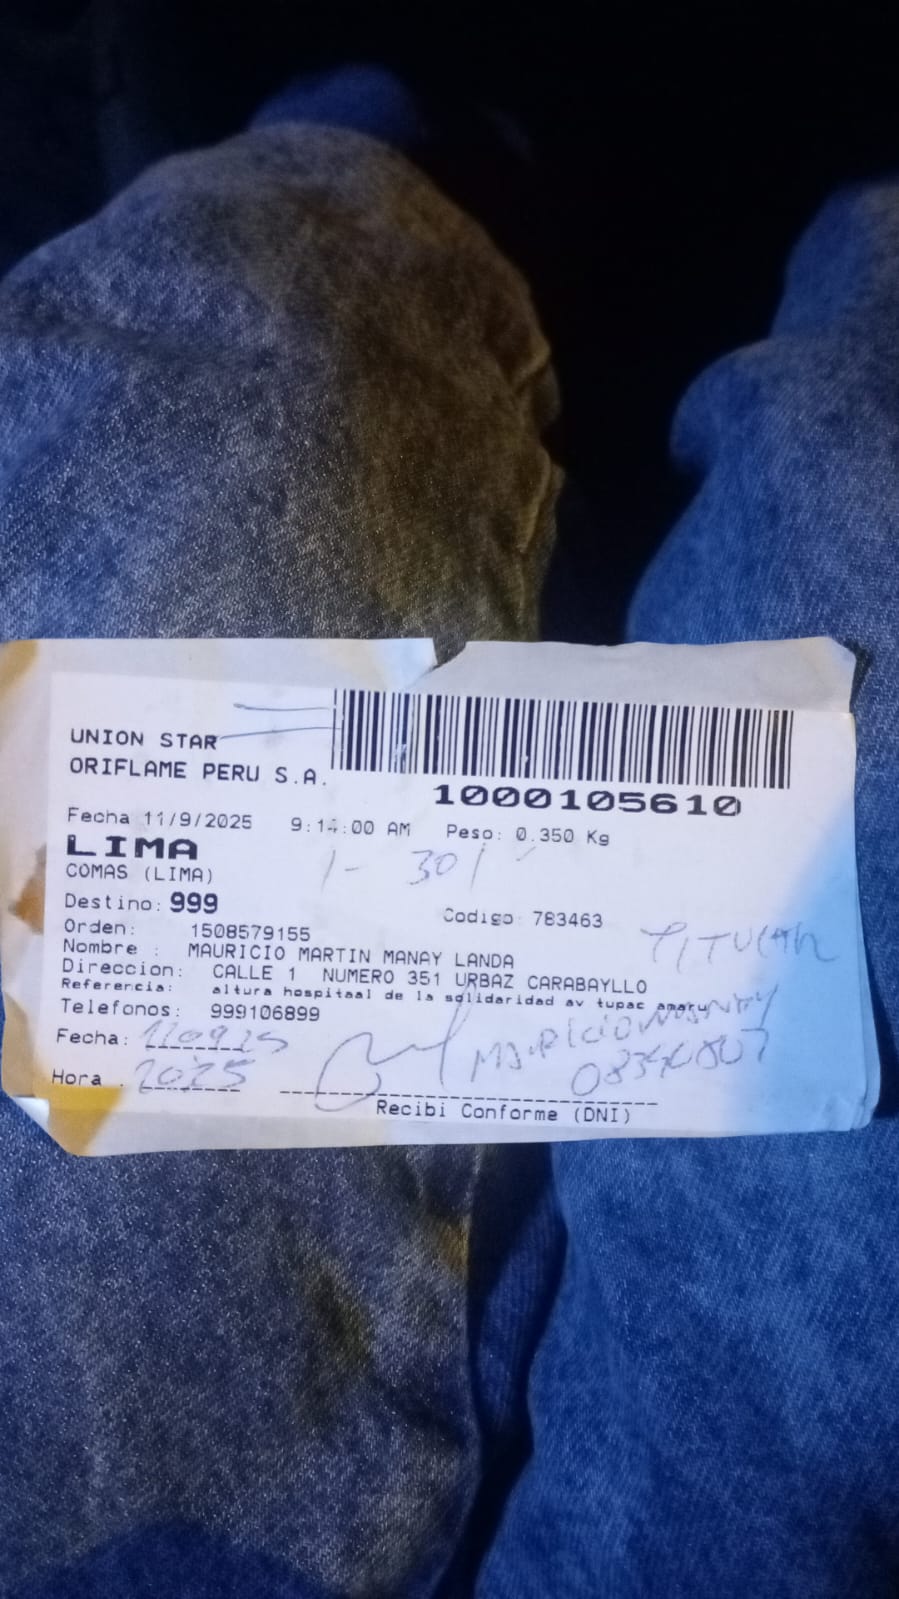 UNION STAR
ORIFLAME PERU S.A.
1000105610
Fecha 11/9/2025 9:14:00 AM Peso: 0.350 Kg
LIMA
1- 301
COMAS (LIMA)
Destino: 999
Codigo: 783463
Orden: 1508579155
TITULAR
Nombre : MAURICIO MARTIN MANAY LANDA
Direccion: CALLE 1 NUMERO 351 URBAZ CARABAYLLO
Referencia: altura hospitaal de la solidaridad av tupac amaru
Telefonos: 999106899
Fecha: 110925
Hora : 2025
Recibi Conforme (DNI)